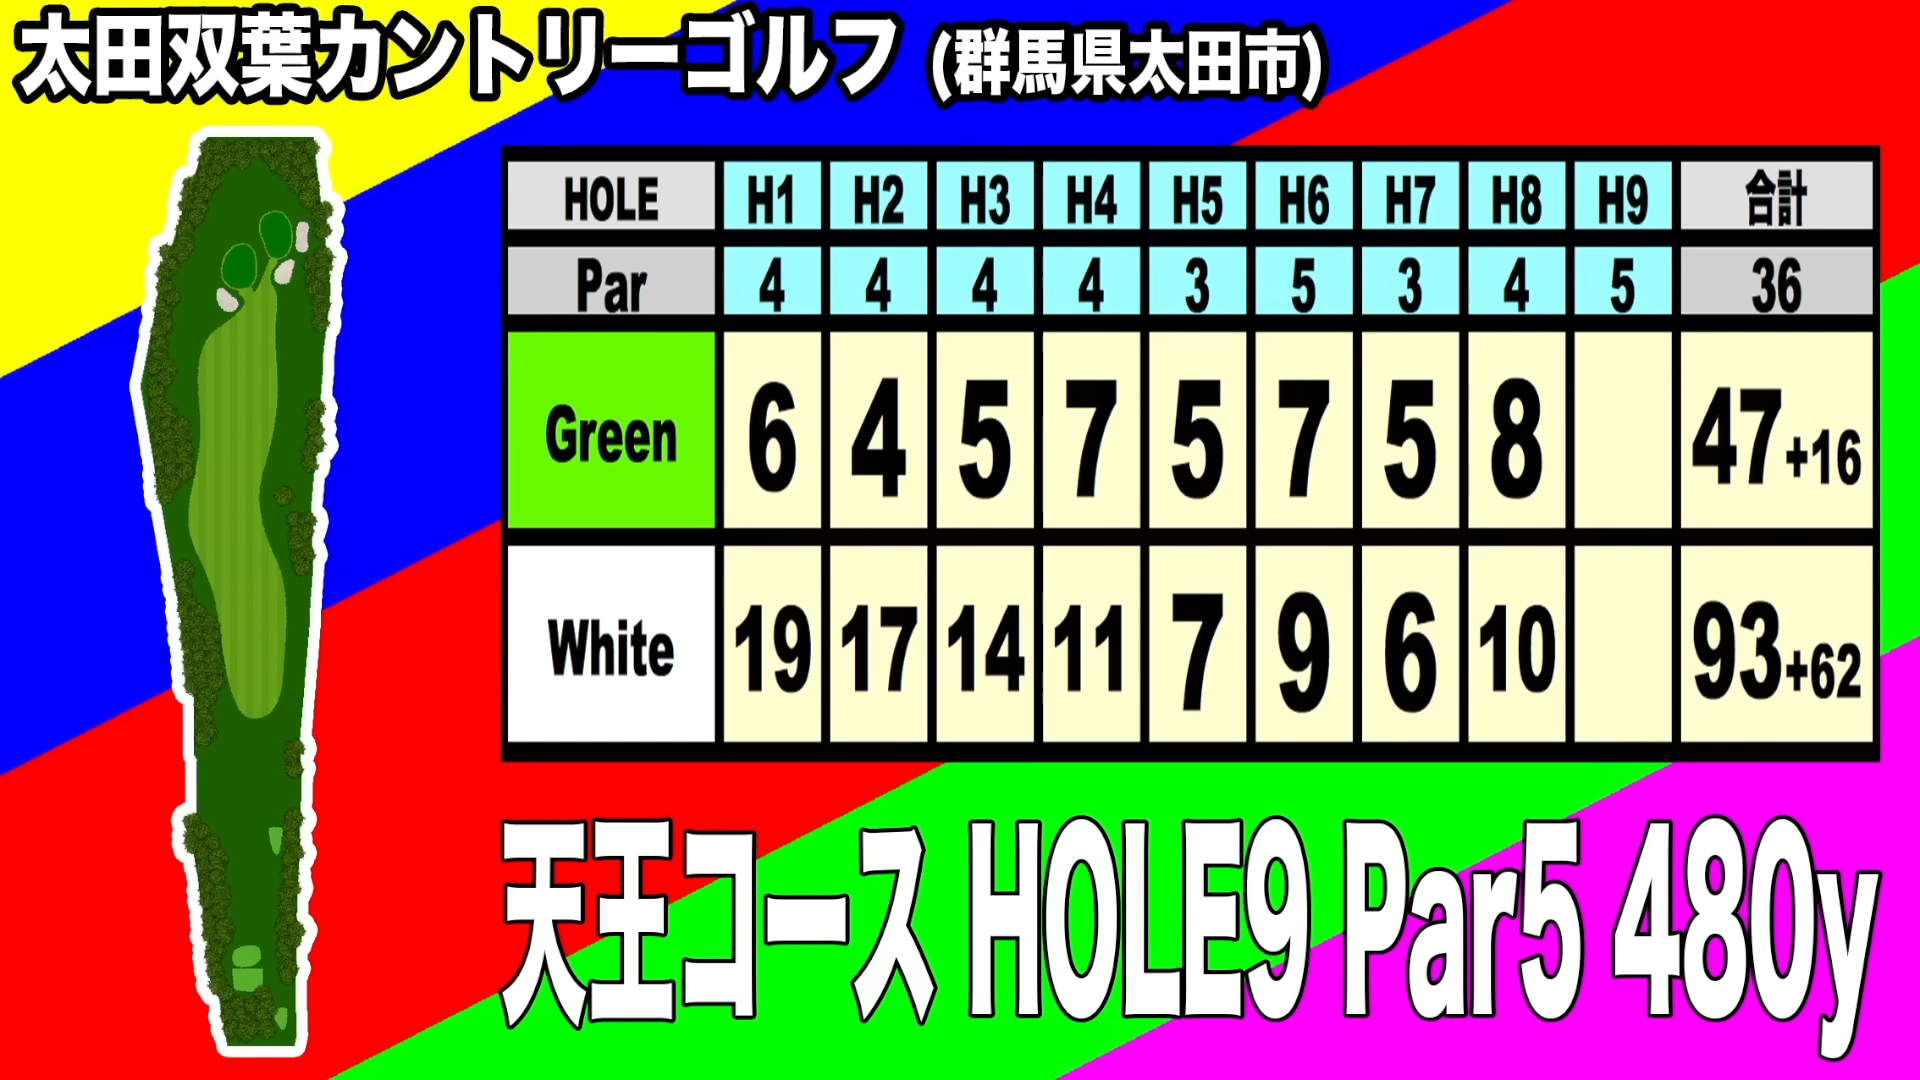 太田双葉カントリーゴルフ (群馬県太田市)
HOLE H1 H2 H3 H4 H5 H6 H7 H8 H9 合計
Par 4 4 4 4 3 5 3 4 5 36
Green 6 4 5 7 5 7 5 8 47+16
White 19 17 14 11 7 9 6 10 93+62
天王コース HOLE9 Par5 480y